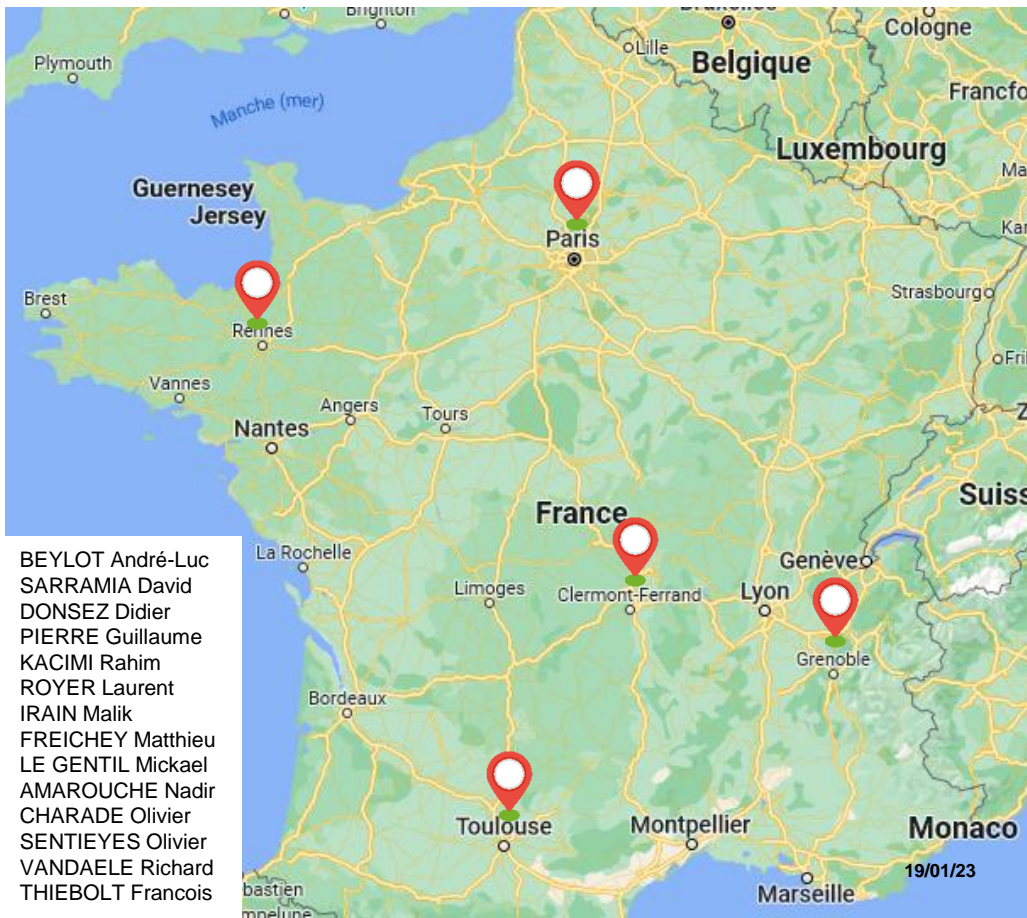 Brighton
Bruxelles
Cologne
Plymouth
Lille
Belgique
Francfo
Manche (mer)
Luxembourg
Ma
Guernesey
Jersey
Paris
Kar
Brest
Rennes
Strasbourg
Fri
Vannes
Angers
Tours
Nantes
Z
France
Suiss
La Rochelle
Genève
Limoges
Clermont-Ferrand
Lyon
Grenoble
Bordeaux
Toulouse
Montpellier
Monaco
19/01/23
Marseille
BEYLOT André-Luc
SARRAMIA David
DONSEZ Didier
PIERRE Guillaume
KACIMI Rahim
ROYER Laurent
IRAIN Malik
FREICHEY Matthieu
LE GENTIL Mickael
AMAROUCHE Nadir
CHARADE Olivier
SENTIEYES Olivier
VANDAELE Richard
THIEBOLT Francois
bastien
mpelune